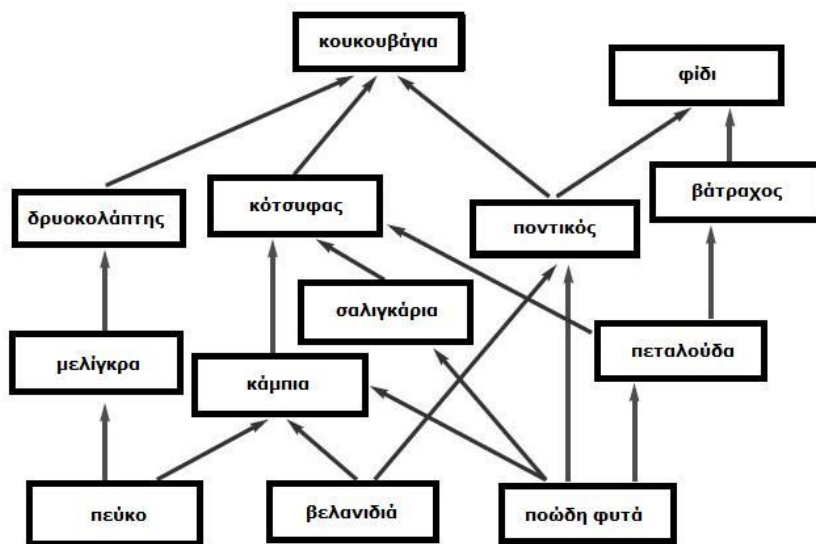 κουκουβάγια
φίδι
δρυοκολάπτης
κότσυφας
ποντικός
βάτραχος
σαλιγκάρια
μελίγκρα
κάμπια
πεταλούδα
πεύκο
βελανιδιά
ποώδη φυτά